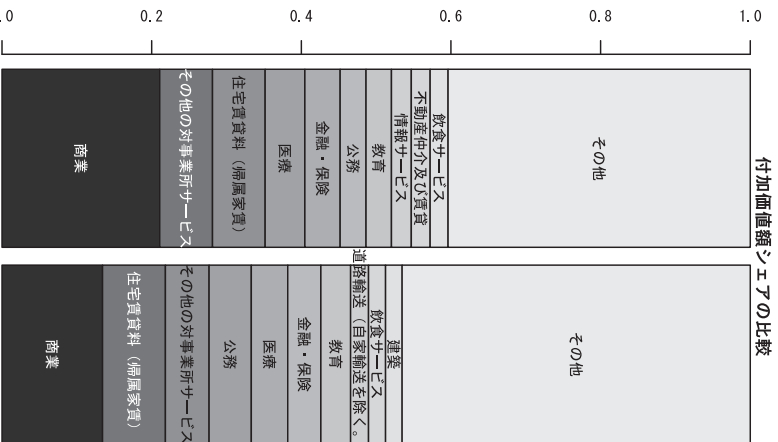 .0
0.2
0.4
0.6
0.8
1.0
付加価値額シェアの比較
商業
その他の対事業所サービス
住宅賃貸料(帰属家賃)
医療
金融・保険
公務
教育
情報サービス
不動産仲介及び賃貸
飲食サービス
その他
商業
住宅賃貸料(帰属家賃)
その他の対事業所サービス
公務
医療
金融・保険
教育
道路輸送(自家輸送を除く。
飲食サービス
建築
その他